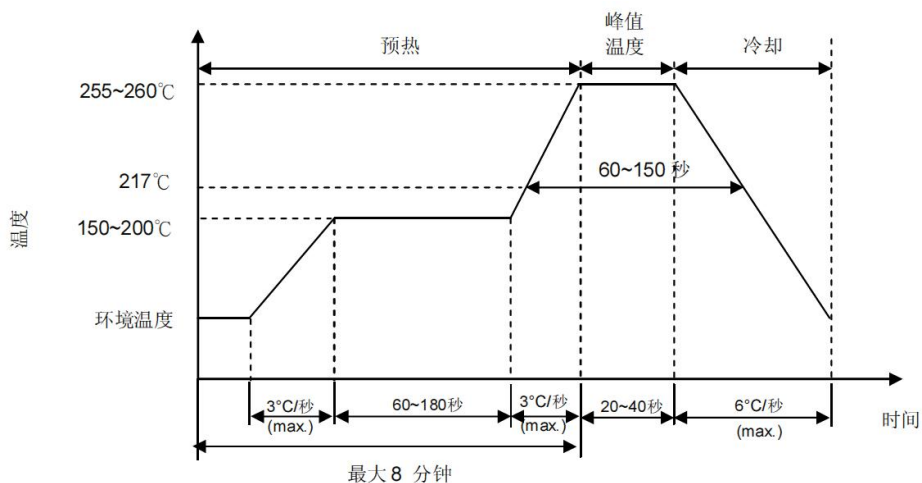 预热
峰值
温度
冷却
255~260℃
217℃
60~150 秒
150~200℃
温度
环境温度
3°C/秒
(max.)
60~180秒
3°C/秒
(max.)
20~40秒
6°C/秒
(max.)
时间
最大8 分钟